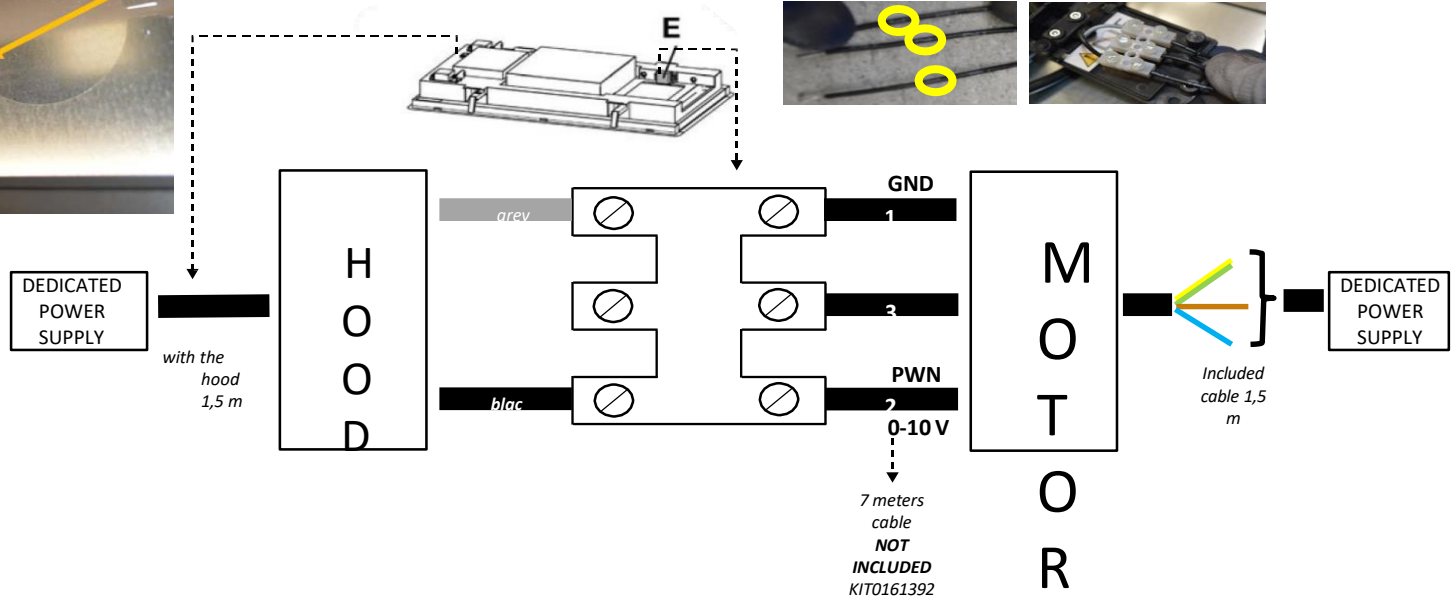 E
GND
grey
1
H
O
O
D
M
O
T
O
R
DEDICATED
POWER
SUPPLY
3
DEDICATED
POWER
SUPPLY
with the
hood
1,5 m
PWN
blac
2
0-10 V
Included
cable 1,5
m
7 meters
cable
NOT
INCLUDED
KIT0161392